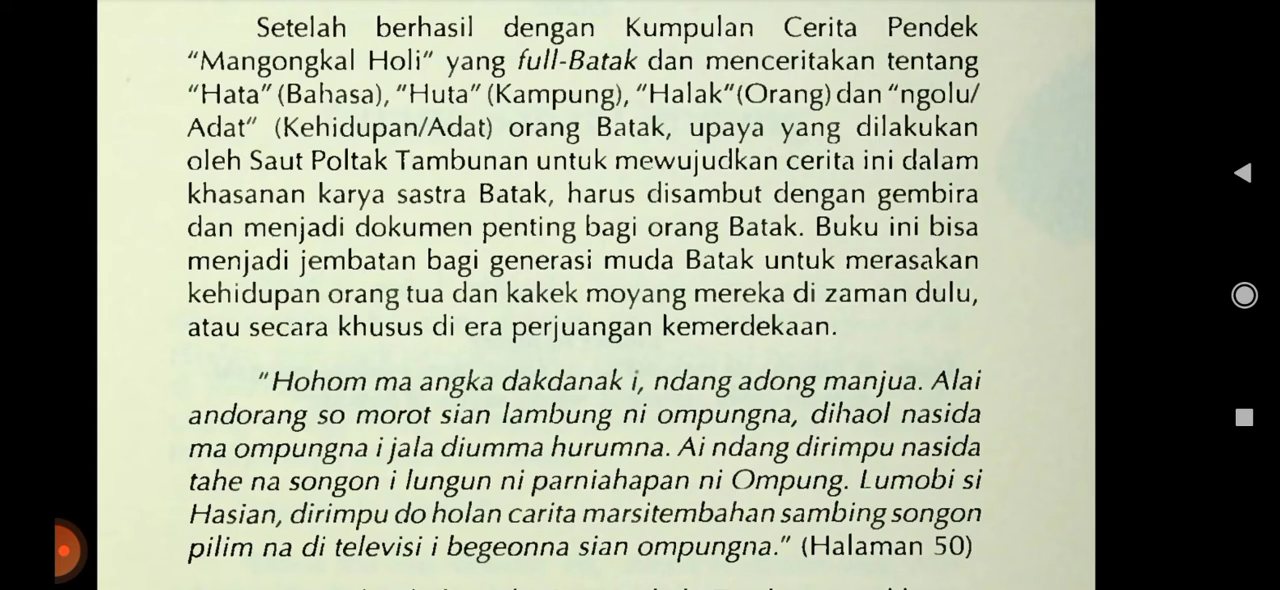 Setelah berhasil dengan Kumpulan Cerita Pendek
"Mangongkal Holi" yang full-Batak dan menceritakan tentang
"Hata" (Bahasa), "Huta" (Kampung), "Halak"(Orang) dan "ngolu/
Adat" (Kehidupan/Adat) orang Batak, upaya yang dilakukan
oleh Saut Poltak Tambunan untuk mewujudkan cerita ini dalam
khasanan karya sastra Batak, harus disambut dengan gembira
dan menjadi dokumen penting bagi orang Batak. Buku ini bisa
menjadi jembatan bagi generasi muda Batak untuk merasakan
kehidupan orang tua dan kakek moyang mereka di zaman dulu,
atau secara khusus di era perjuangan kemerdekaan.
"Hohom ma angka dakdanak i, ndang adong manjua. Alai
andorang so morot sian lambung ni ompungna, dihaol nasida
ma ompungna i jala diumma hurumna. Ai ndang dirimpu nasida
tahe na songon i lungun ni parniahapan ni Ompung. Lumobi si
Hasian, dirimpu do holan carita marsitembahan sambing songon
pilim na di televisi i begeonna sian ompungna." (Halaman 50)